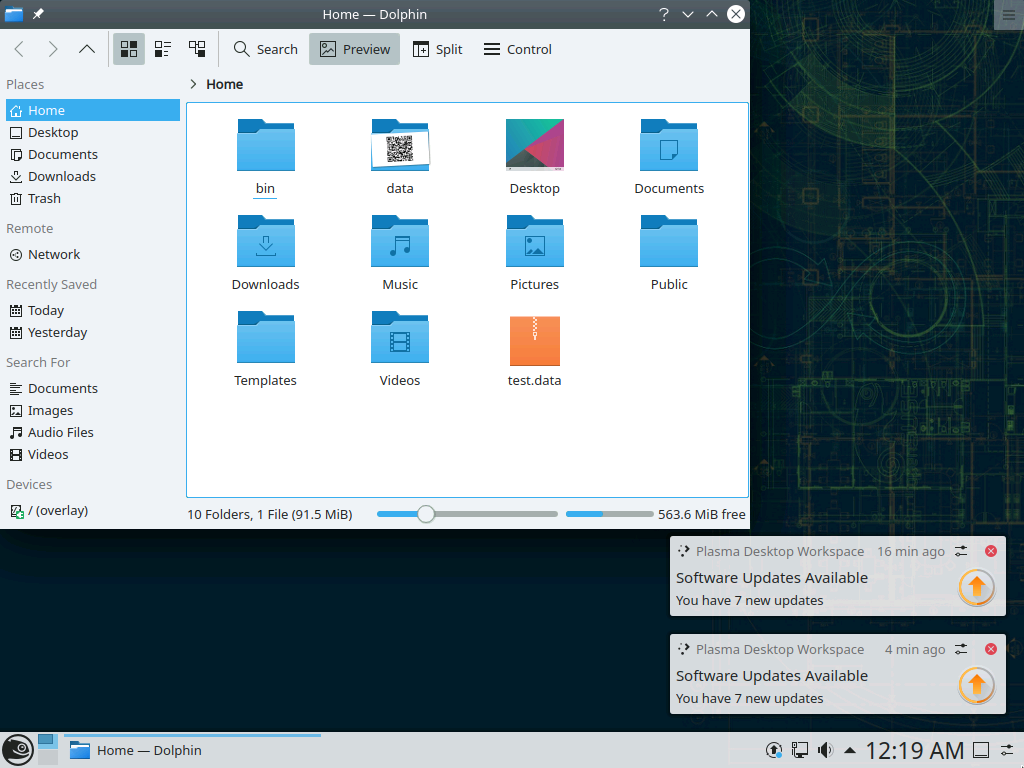 Home — Dolphin
Search
Preview
Split
Control
Places
Home
Desktop
Documents
Downloads
Trash
Remote
Network
Recently Saved
Today
Yesterday
Search For
Documents
Images
Audio Files
Videos
Devices
/ (overlay)
Home
bin
data
Desktop
Documents
Downloads
Music
Pictures
Public
Templates
Videos
test.data
10 Folders, 1 File (91.5 MiB)
563.6 MiB free
Plasma Desktop Workspace 16 min ago
Software Updates Available
You have 7 new updates
Plasma Desktop Workspace 4 min ago
Software Updates Available
You have 7 new updates
Home — Dolphin
12:19 AM